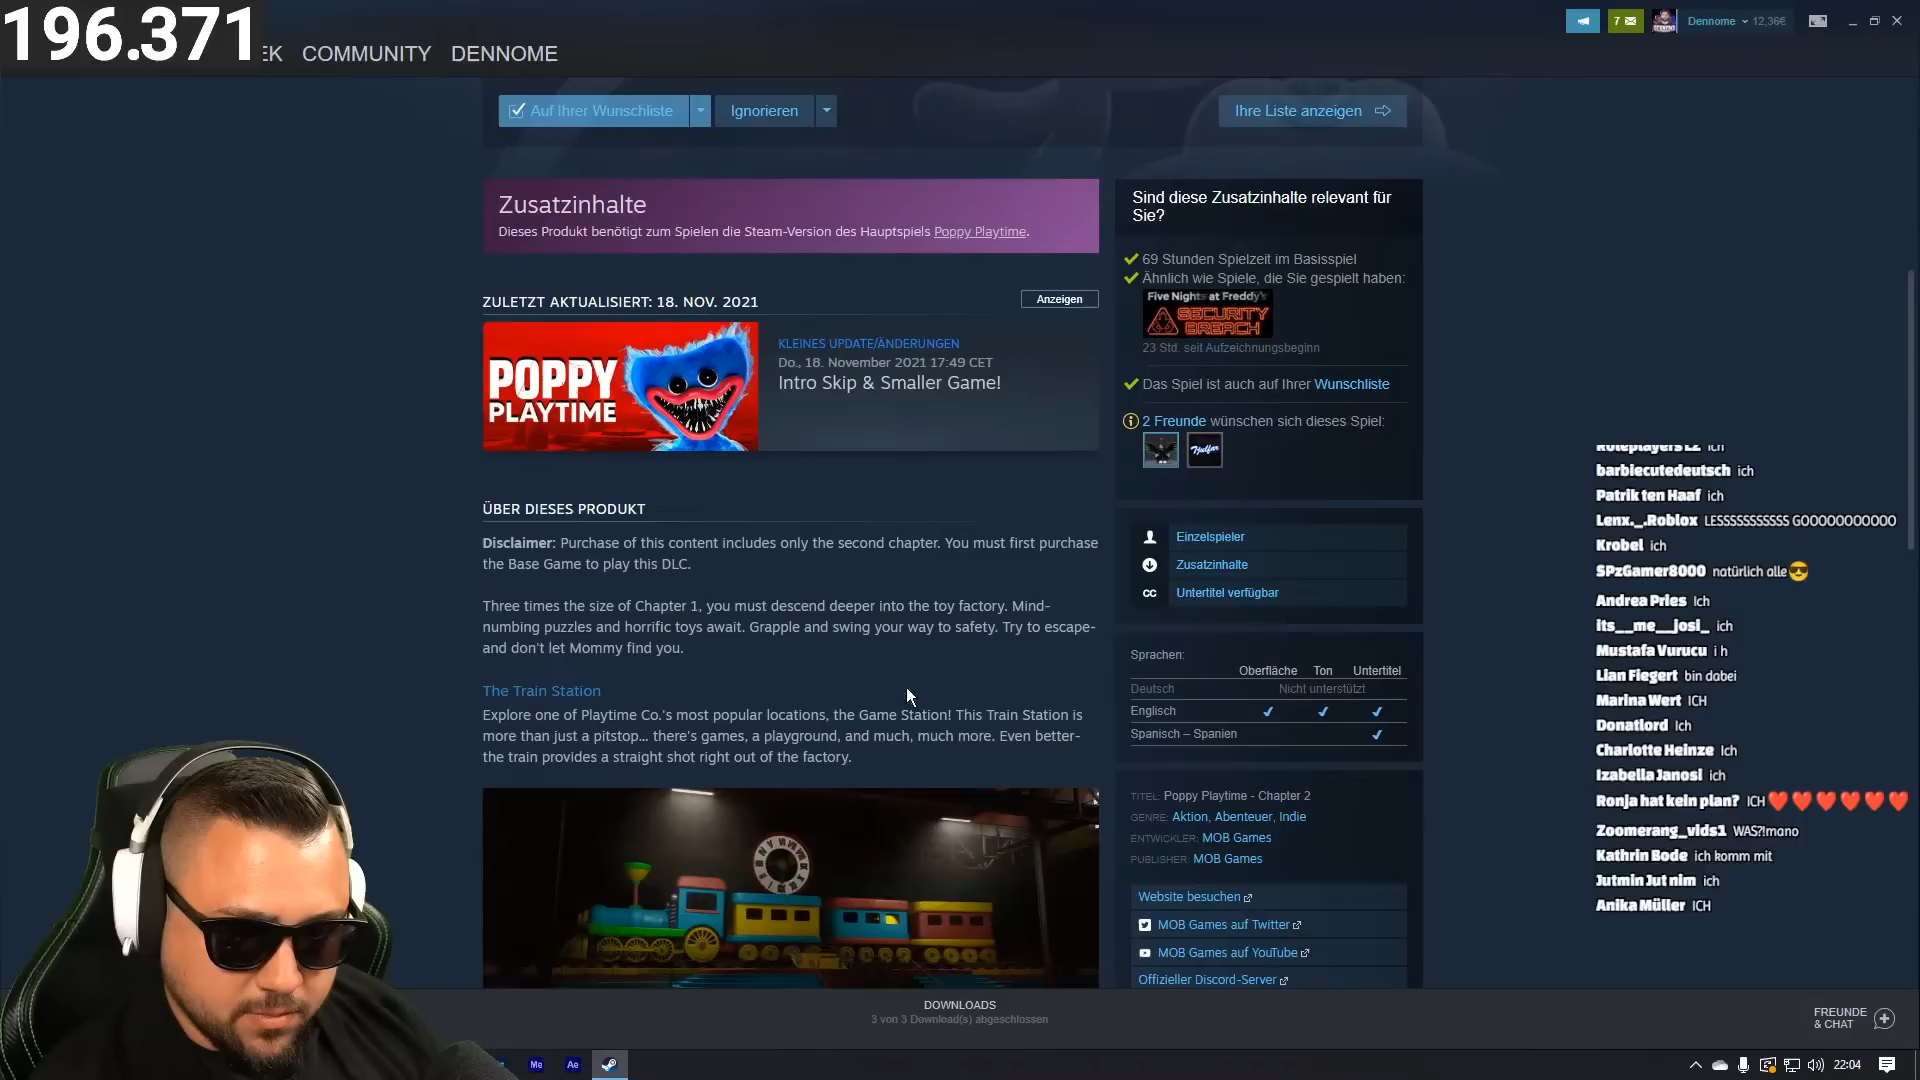 196.371
EK COMMUNITY DENNOME
7
Dennome 12,36€
Auf Ihrer Wunschliste
Ignorieren
Ihre Liste anzeigen
Zusatzinhalte
Dieses Produkt benötigt zum Spielen die Steam-Version des Hauptspiels Poppy Playtime.
ZULETZT AKTUALISIERT: 18. NOV. 2021
Anzeigen
POPPY
PLAYTIME
KLEINES UPDATE/ÄNDERUNGEN
Do., 18. November 2021 17:49 CET
Intro Skip & Smaller Game!
ÜBER DIESES PRODUKT
Disclaimer: Purchase of this content includes only the second chapter. You must first purchase
the Base Game to play this DLC.
Three times the size of Chapter 1, you must descend deeper into the toy factory. Mind-
numbing puzzles and horrific toys await. Grapple and swing your way to safety. Try to escape-
and don't let Mommy find you.
The Train Station
Explore one of Playtime Co.'s most popular locations, the Game Station! This Train Station is
more than just a pitstop... there's games, a playground, and much, much more. Even better-
the train provides a straight shot right out of the factory.
Sind diese Zusatzinhalte relevant für
Sie?
69 Stunden Spielzeit im Basisspiel
Ähnlich wie Spiele, die Sie gespielt haben:
Five Nights at Freddy's
SECURITY
BREACH
23 Std. seit Aufzeichnungsbeginn
Das Spiel ist auch auf Ihrer Wunschliste
2 Freunde wünschen sich dieses Spiel:
Einzelspieler
Zusatzinhalte
CC Untertitel verfügbar
Sprachen:
Oberfläche Ton Untertitel
Deutsch Nicht unterstützt
Englisch ✔ ✔ ✔
Spanisch – Spanien ✔
TITEL: Poppy Playtime - Chapter 2
GENRE: Aktion, Abenteuer, Indie
ENTWICKLER: MOB Games
PUBLISHER: MOB Games
Website besuchen
MOB Games auf Twitter
MOB Games auf YouTube
Offizieller Discord-Server
RoleplayersLZ ich
barbiecutedeutsch ich
Patrik ten Haaf ich
Lenx._.Roblox LESSSSSSSSSS GOOOOOOOOOO
Krobel ich
SPzGamer8000 natürlich alle😎
Andrea Pries Ich
its__me__josi_ ich
Mustafa Vurucu i h
Lian Fiegert bin dabei
Marina Wert ICH
Donatlord Ich
Charlotte Heinze Ich
Izabella Janosi ich
Ronja hat kein plan? ICH❤️❤️❤️❤️❤️❤️
Zoomerang_vids1 WAS?!mano
Kathrin Bode ich komm mit
Jutmin Jut nim ich
Anika Müller ICH
DOWNLOADS
3 von 3 Download(s) abgeschlossen
FREUNDE
& CHAT
Me Ae
22:04